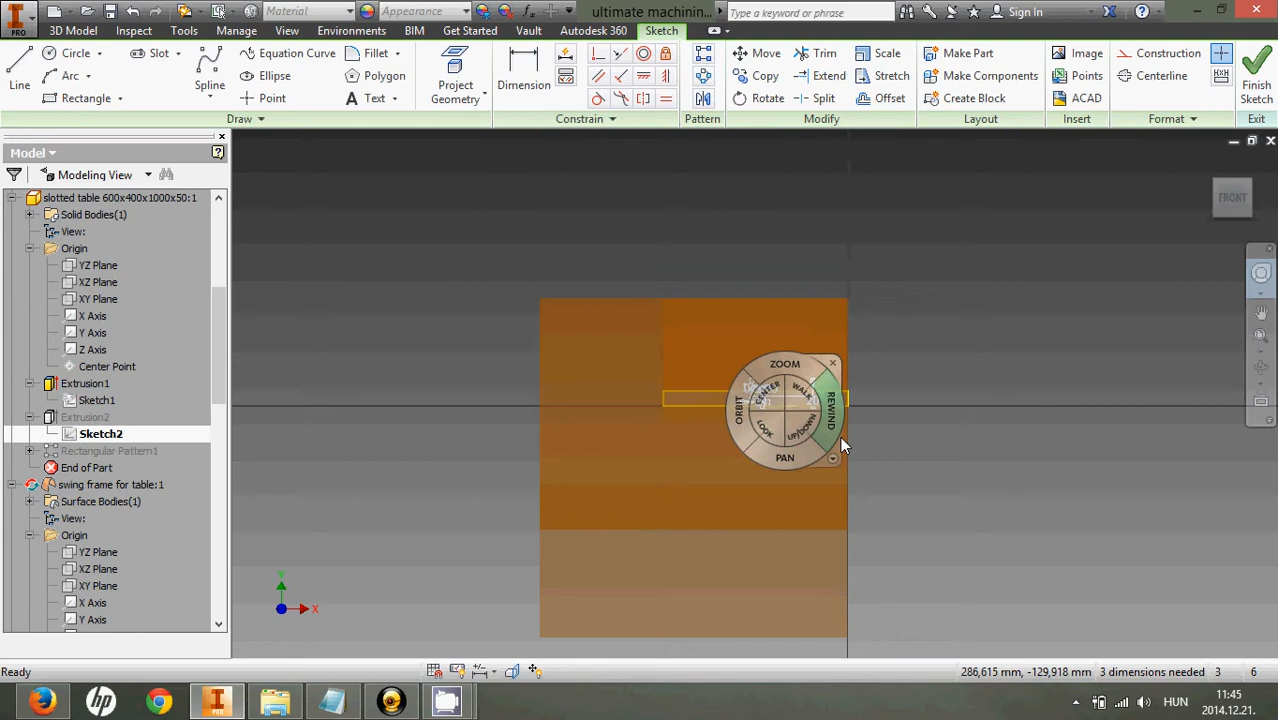 Material
Appearance
ultimate machinin...
Type a keyword or phrase
Sign In
PRO
3D Model Inspect Tools Manage View Environments BIM Get Started Vault Autodesk 360 Sketch
Line
Circle
Arc
Rectangle
Slot
Spline
Equation Curve
Ellipse
Point
Fillet
Polygon
Text
Project
Geometry
Dimension
Move
Copy
Rotate
Trim
Extend
Split
Scale
Stretch
Offset
Make Part
Make Components
Create Block
Image
Points
ACAD
Construction
Centerline
Finish
Sketch
Draw
Constrain
Pattern
Modify
Layout
Insert
Format
Exit
Model
Modeling View
slotted table 600x400x1000x50:1
Solid Bodies(1)
View:
Origin
YZ Plane
XZ Plane
XY Plane
X Axis
Y Axis
Z Axis
Center Point
Extrusion1
Sketch1
Extrusion2
Sketch2
Rectangular Pattern1
End of Part
swing frame for table:1
Surface Bodies(1)
View:
Origin
YZ Plane
XZ Plane
XY Plane
X Axis
Y Axis
FRONT
ZOOM
ORBIT
CENTER
WALK
REWIND
LOOK
UP/DOWN
PAN
Y
X
Ready
286,615 mm, -129,918 mm 3 dimensions needed 3 6
HUN
11:45
2014.12.21.